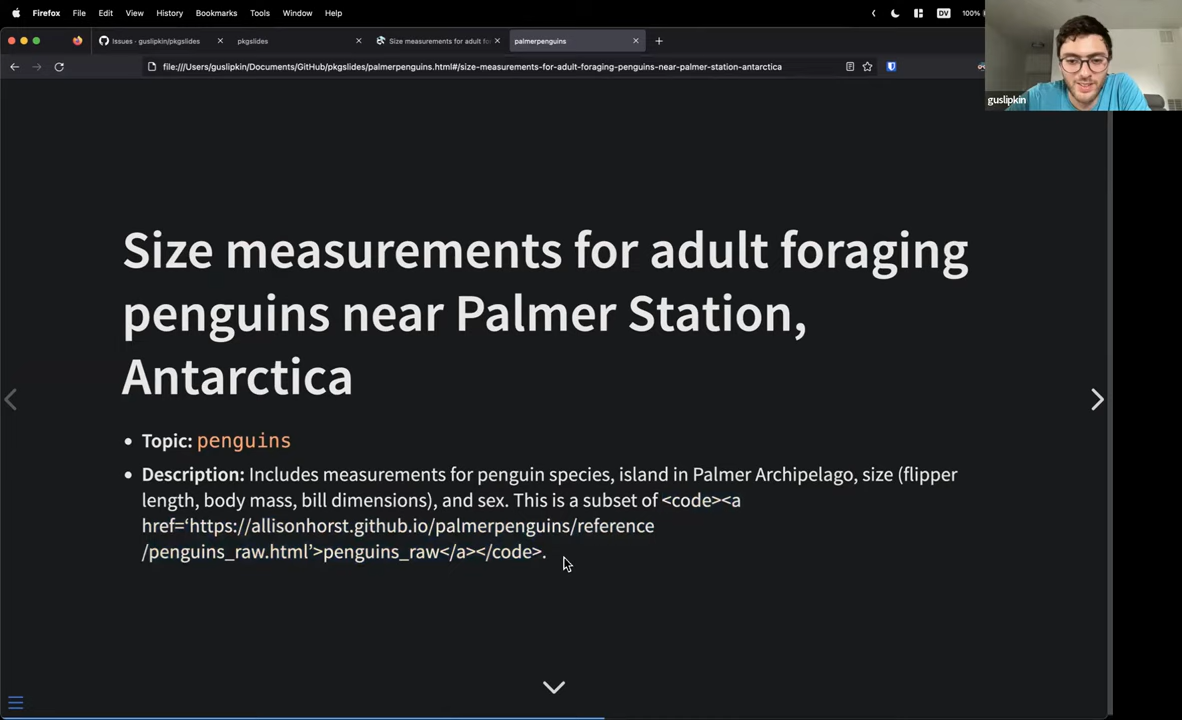 Firefox File Edit View History Bookmarks Tools Window Help DV 100%
Issues · guslipkin/pkgslides pkgslides Size measurements for adult fo palmerpenguins
file:///Users/guslipkin/Documents/GitHub/pkgslides/palmerpenguins.html#/size-measurements-for-adult-foraging-penguins-near-palmer-station-antarctica
guslipkin
Size measurements for adult foraging
penguins near Palmer Station,
Antarctica
• Topic: penguins
• Description: Includes measurements for penguin species, island in Palmer Archipelago, size (flipper
length, body mass, bill dimensions), and sex. This is a subset of <code><a
href=‘https://allisonhorst.github.io/palmerpenguins/reference
/penguins_raw.html’>penguins_raw</a></code>.